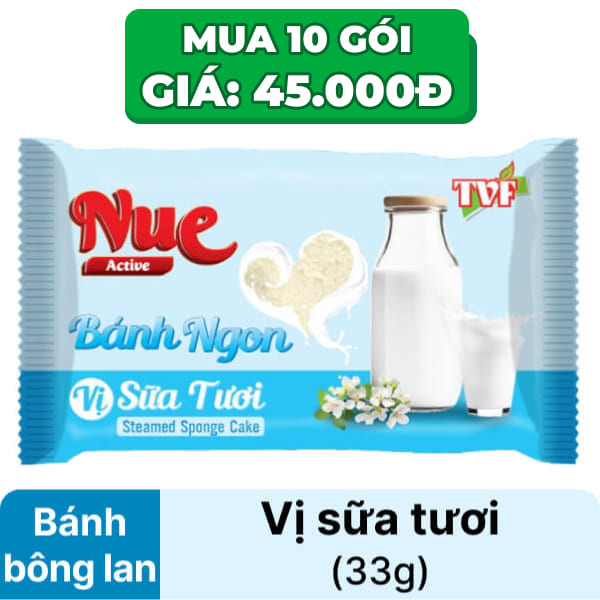 MUA 10 GÓI
GIÁ: 45.000Đ
TVF
Nue
Active
Bánh Ngon
Vị Sữa Tươi
Steamed Sponge Cake
Bánh
bông lan
Vị sữa tươi
(33g)